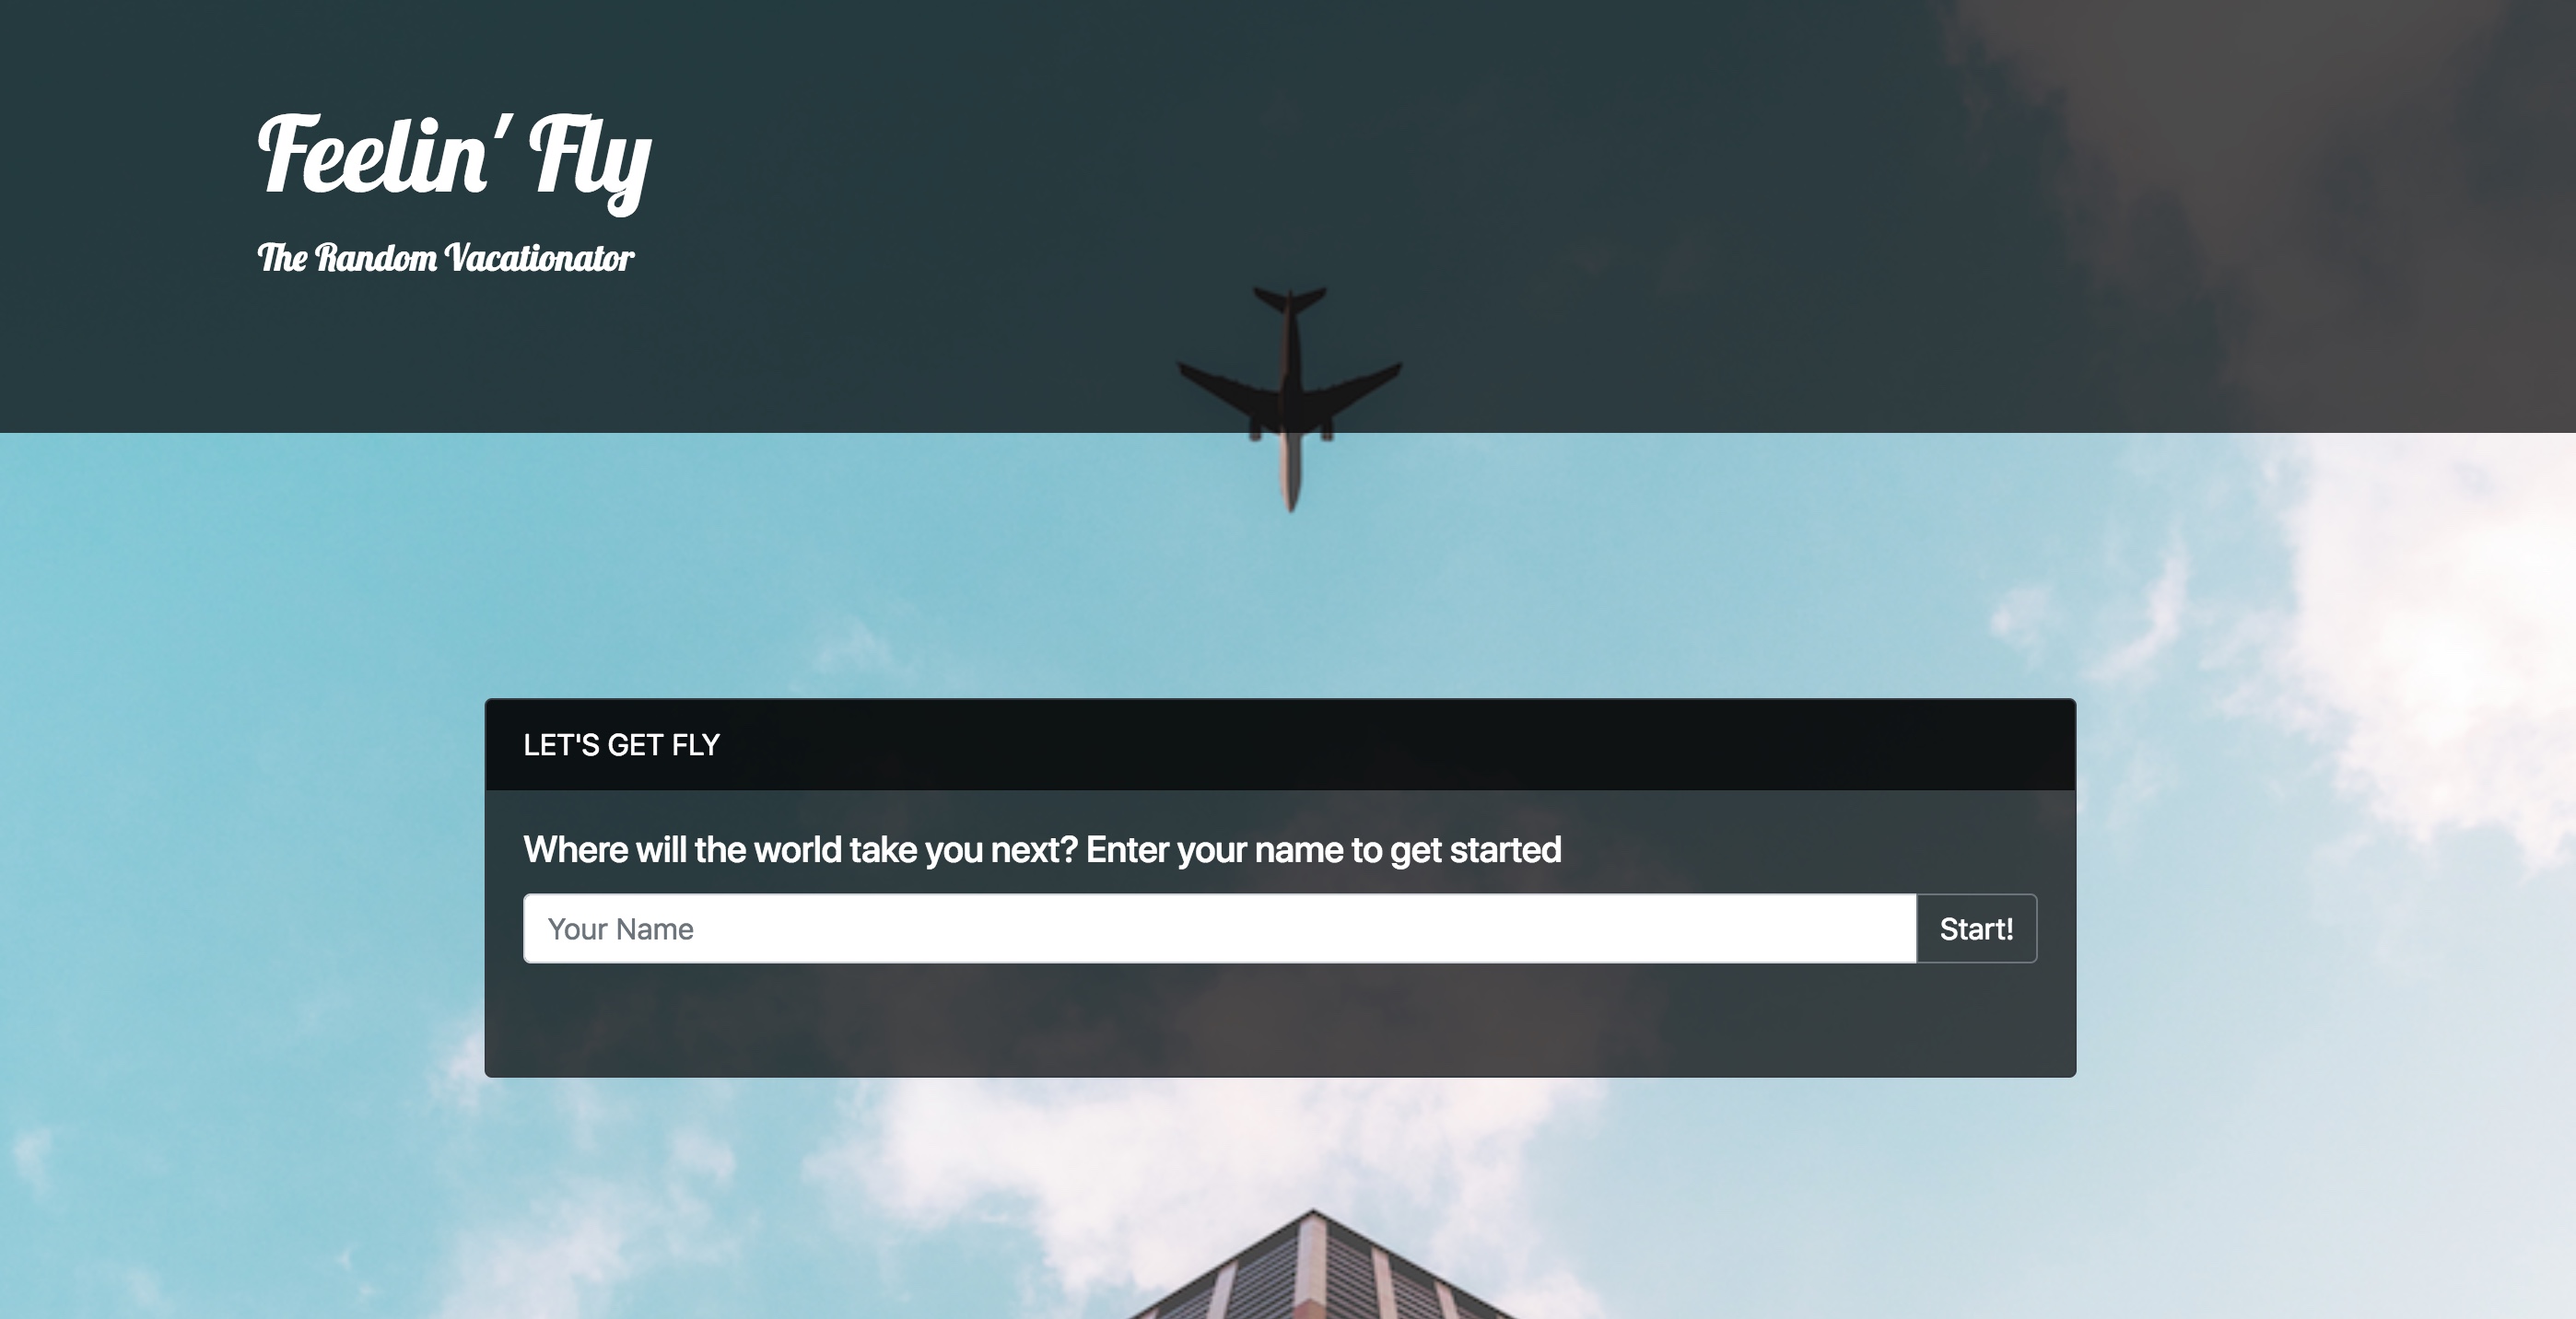 Feelin' Fly
The Random Vacationator
LET'S GET FLY
Where will the world take you next? Enter your name to get started
Your Name
Start!